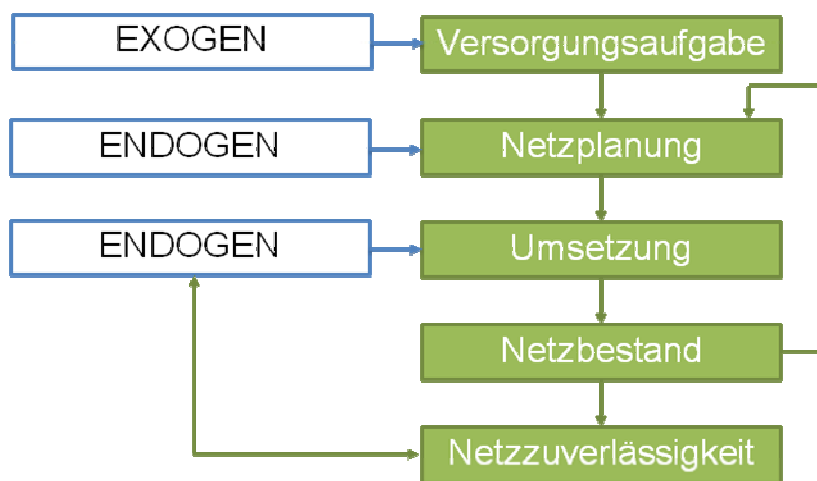 EXOGEN
Versorgungsaufgabe
ENDOGEN
Netzplanung
ENDOGEN
Umsetzung
Netzbestand
Netzzuverlässigkeit